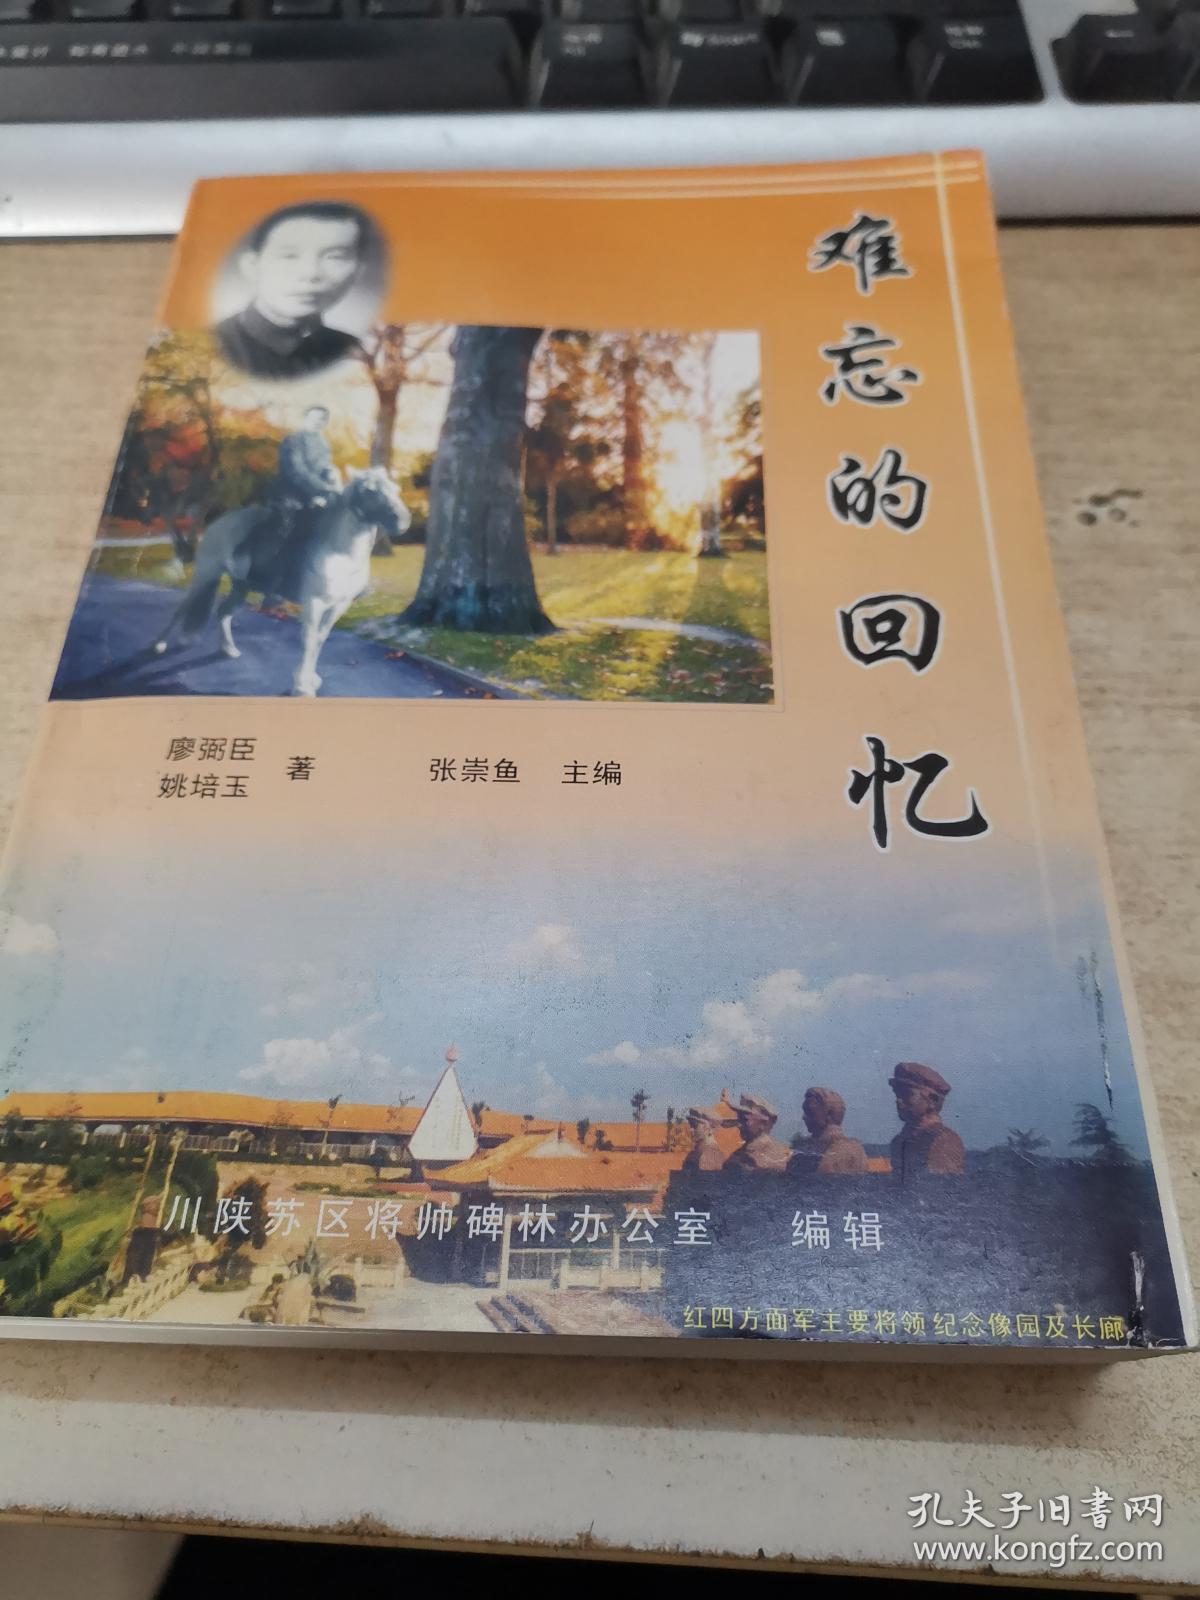 难忘的回忆
廖弼臣
姚培玉
著
张崇鱼 主编
川陕苏区将帅碑林办公室 编辑
红四方面军主要将领纪念像园及长廊
孔夫子旧书网
www.kongfz.com